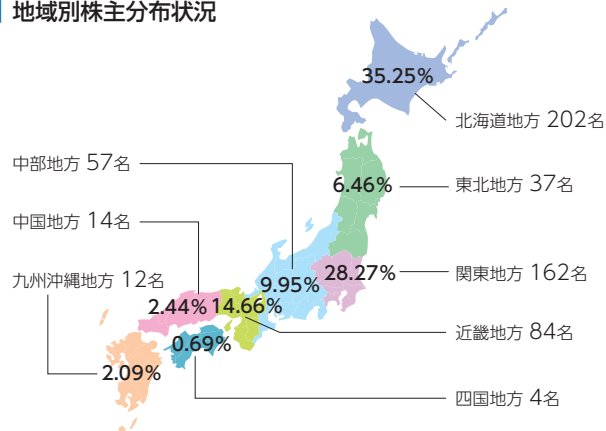 地域別株主分布状況
35.25%
北海道地方 202名
中部地方 57名
6.46%
東北地方 37名
中国地方 14名
28.27%
関東地方 162名
九州沖縄地方 12名
9.95%
2.44%
14.66%
近畿地方 84名
0.69%
2.09%
四国地方 4名